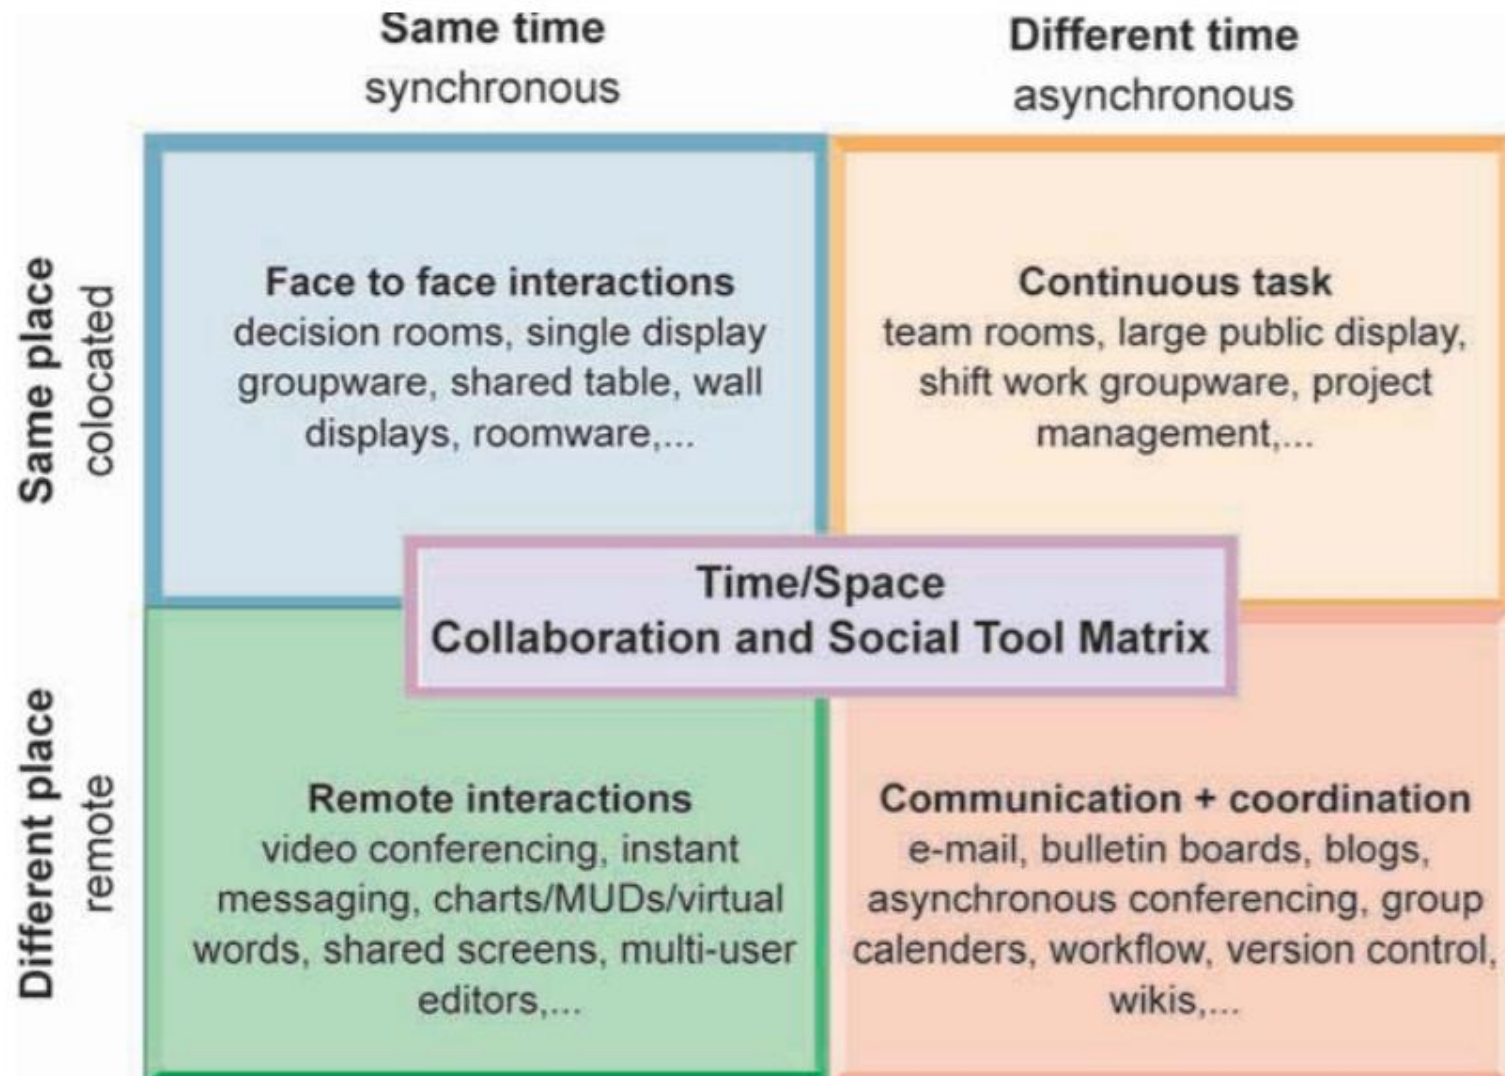 Same time
synchronous
Different time
asynchronous
Same place
colocated
Face to face interactions
decision rooms, single display
groupware, shared table, wall
displays, roomware,...
Continuous task
team rooms, large public display,
shift work groupware, project
management,...
Time/Space
Collaboration and Social Tool Matrix
Different place
remote
Remote interactions
video conferencing, instant
messaging, charts/MUDs/virtual
words, shared screens, multi-user
editors,...
Communication + coordination
e-mail, bulletin boards, blogs,
asynchronous conferencing, group
calenders, workflow, version control,
wikis,...